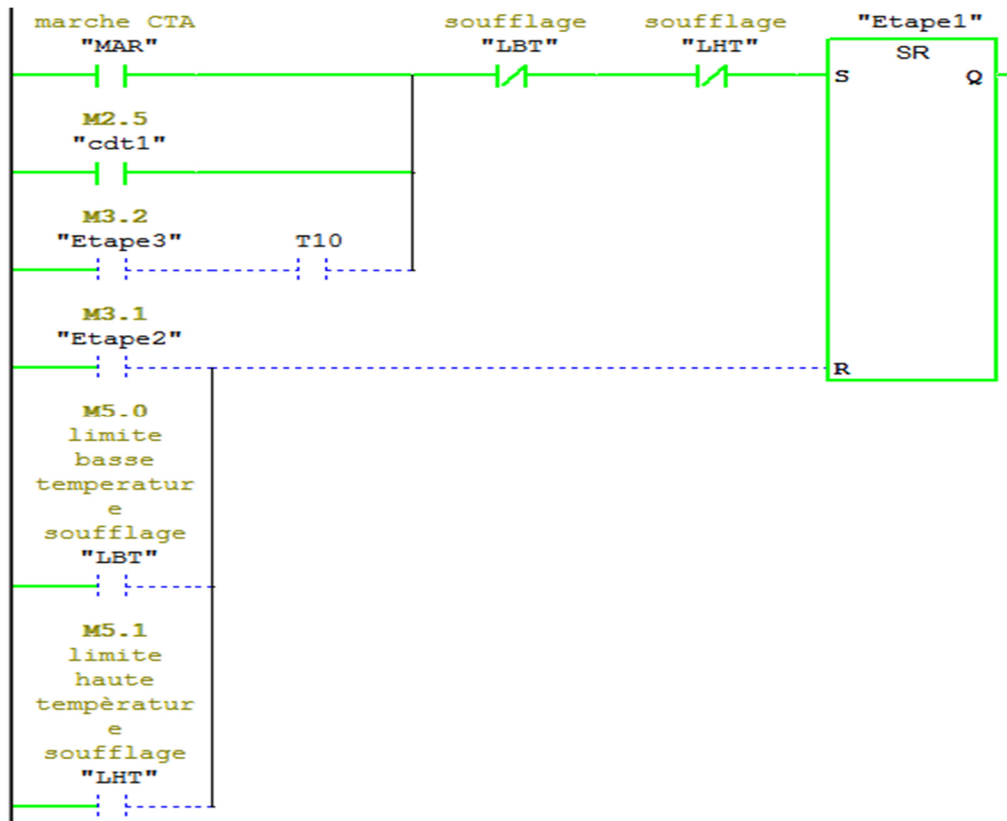 marche CTA
"MAR"
soufflage
"LBT"
soufflage
"LHT"
"Etape1"
SR
S
Q
M2.5
"cdt1"
M3.2
"Etape3"
T10
M3.1
"Etape2"
R
M5.0
limite
basse
temperatur
e
soufflage
"LBT"
M5.1
limite
haute
tempèratur
e
soufflage
"LHT"